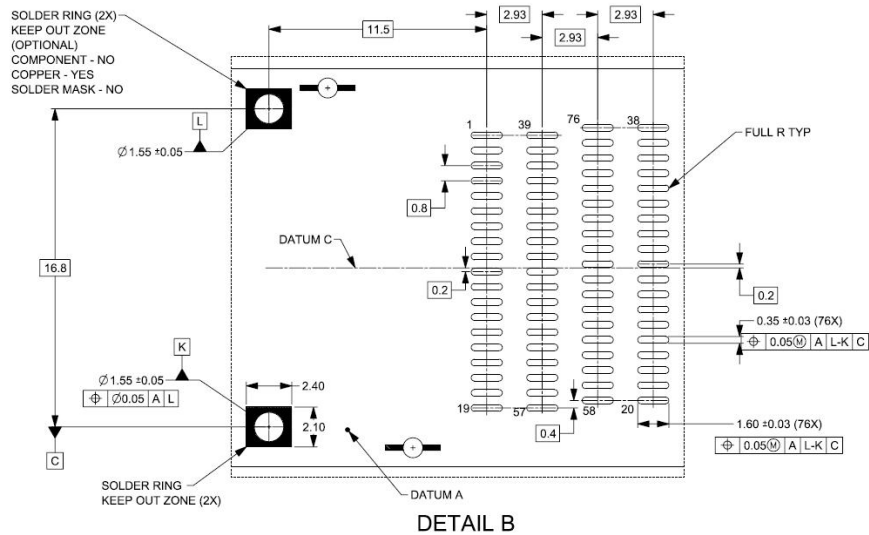 SOLDER RING (2X)
KEEP OUT ZONE
(OPTIONAL)
COMPONENT - NO
COPPER - YES
SOLDER MASK - NO
11.5
2.93
2.93
2.93
L
Ø1.55 ±0.05
1
39
76
38
FULL R TYP
0.8
DATUM C
16.8
0.2
0.2
0.35 ±0.03 (76X)
⌖ 0.05Ⓜ A L-K C
K
Ø1.55 ±0.05
⌖ Ø0.05 A L
2.40
2.10
19
57
58
20
0.4
1.60 ±0.03 (76X)
⌖ 0.05Ⓜ A L-K C
C
SOLDER RING
KEEP OUT ZONE (2X)
DATUM A
DETAIL B